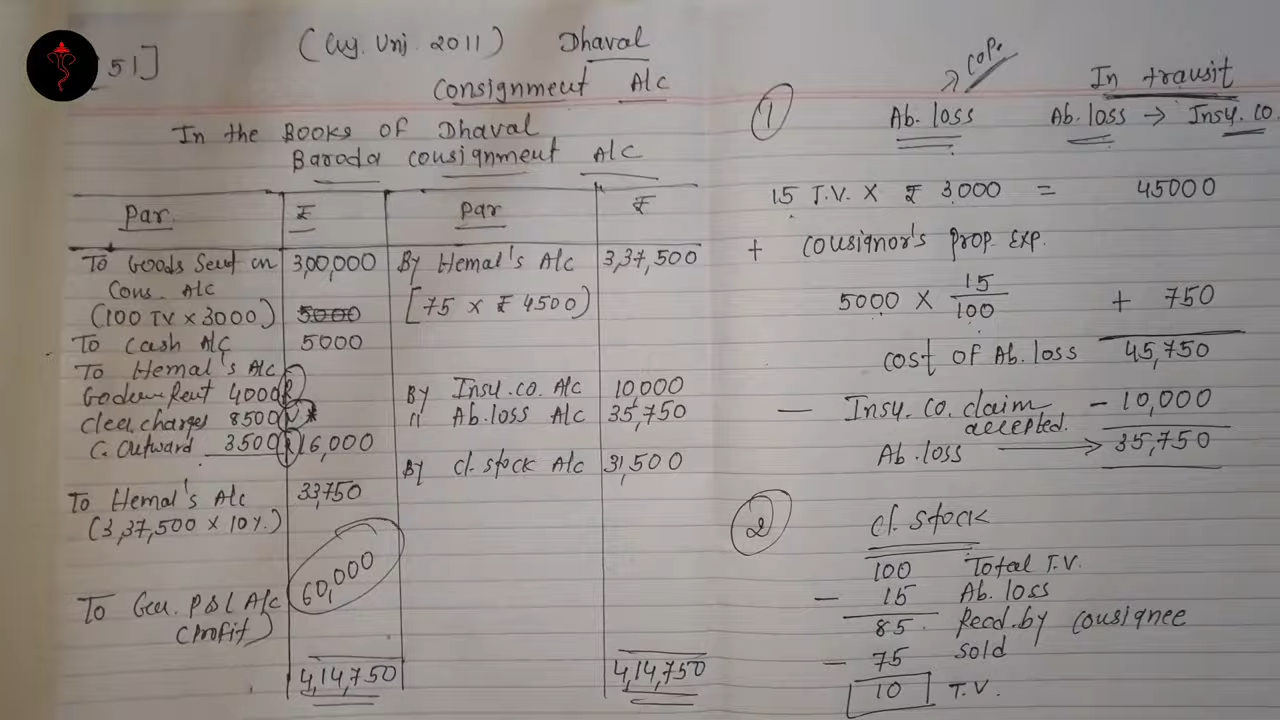 [51]
(Guj. Uni. 2011) Dhaval
Consignment A/c
In the Books of Dhaval
Baroda consignment A/c
Par. ₹ Par ₹
To Goods Sent on 3,00,000 By Hemal's A/c 3,37,500
Cons. A/c
(100 TV × 3000) 5000 [75 × ₹ 4500)
To Cash A/c 5000
To Hemal's A/c
Godown Rent 4000 R By Insu. co. A/c 10,000
Clea. charges 8500 * " Ab. loss A/c 35,750
C. Outward 3500 R 16,000
By cl. stock A/c 31,500
To Hemal's A/c 33,750
(3,37,500 × 10%)
To Gen. P&L A/c 60,000
(Profit)
4,14,750 4,14,750
① Ab. loss
In transit
Ab. loss → Insu. co.
15 T.V. × ₹ 3000 = 45000
+ consignor's prop exp.
5000 × 15/100 + 750
cost of Ab. loss 45,750
— Insu. co. claim accepted. - 10,000
Ab. loss → 35,750
② cl. stock
100 Total T.V.
— 15 Ab. loss
85 Recd. by consignee
— 75 sold
10 T.V.